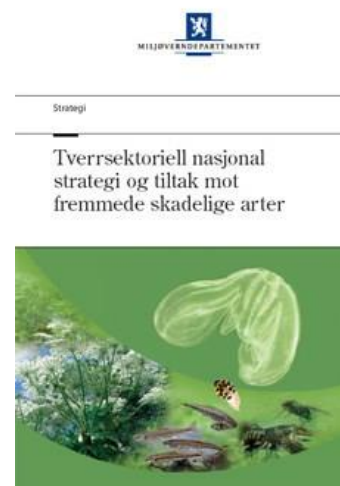 MILJØVERNDEPARTEMENTET
Strategi
Tverrsektoriell nasjonal
strategi og tiltak mot
fremmede skadelige arter